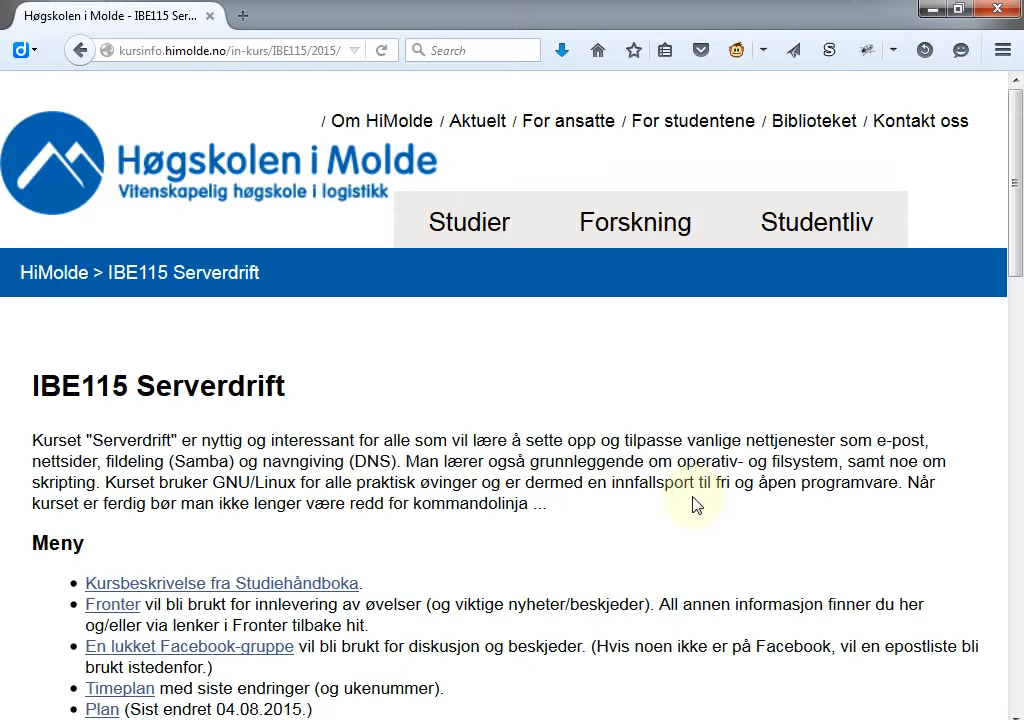 Høgskolen i Molde - IBE115 Ser...
kursinfo.himolde.no/in-kurs/IBE115/2015/
Search
/ Om HiMolde / Aktuelt / For ansatte / For studentene / Biblioteket / Kontakt oss
Høgskolen i Molde
Vitenskapelig høgskole i logistikk
Studier Forskning Studentliv
HiMolde > IBE115 Serverdrift
IBE115 Serverdrift
Kurset "Serverdrift" er nyttig og interessant for alle som vil lære å sette opp og tilpasse vanlige nettjenester som e-post,
nettsider, fildeling (Samba) og navngiving (DNS). Man lærer også grunnleggende om operativ- og filsystem, samt noe om
skripting. Kurset bruker GNU/Linux for alle praktisk øvinger og er dermed en innfallsport til fri og åpen programvare. Når
kurset er ferdig bør man ikke lenger være redd for kommandolinja ...
Meny
• Kursbeskrivelse fra Studiehåndboka.
• Fronter vil bli brukt for innlevering av øvelser (og viktige nyheter/beskjeder). All annen informasjon finner du her
og/eller via lenker i Fronter tilbake hit.
• En lukket Facebook-gruppe vil bli brukt for diskusjon og beskjeder. (Hvis noen ikke er på Facebook, vil en epostliste bli
brukt istedenfor.)
• Timeplan med siste endringer (og ukenummer).
• Plan (Sist endret 04.08.2015.)